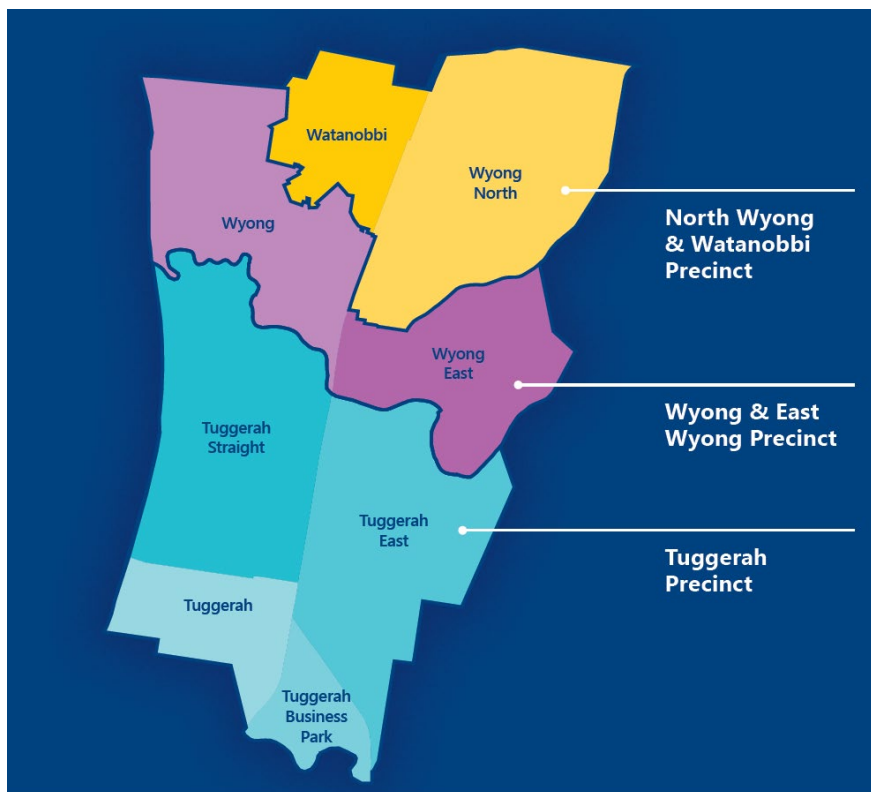 Watanobbi
Wyong
North
Wyong
North Wyong
& Watanobbi
Precinct
Wyong
East
Wyong & East
Wyong Precinct
Tuggerah
Straight
Tuggerah
East
Tuggerah
Precinct
Tuggerah
Tuggerah
Business
Park